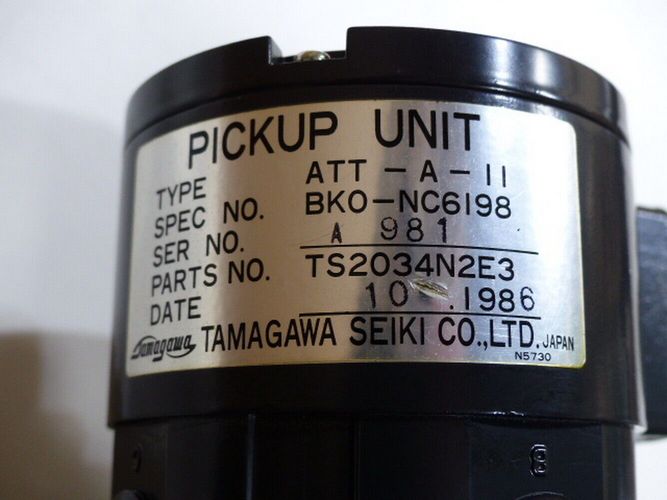 PICKUP UNIT
TYPE ATT-A-11
SPEC NO. BKO-NC6198
SER NO. A 981
PARTS NO. TS2034N2E3
DATE 10 .1986
Tamagawa TAMAGAWA SEIKI CO.,LTD. JAPAN
N5730